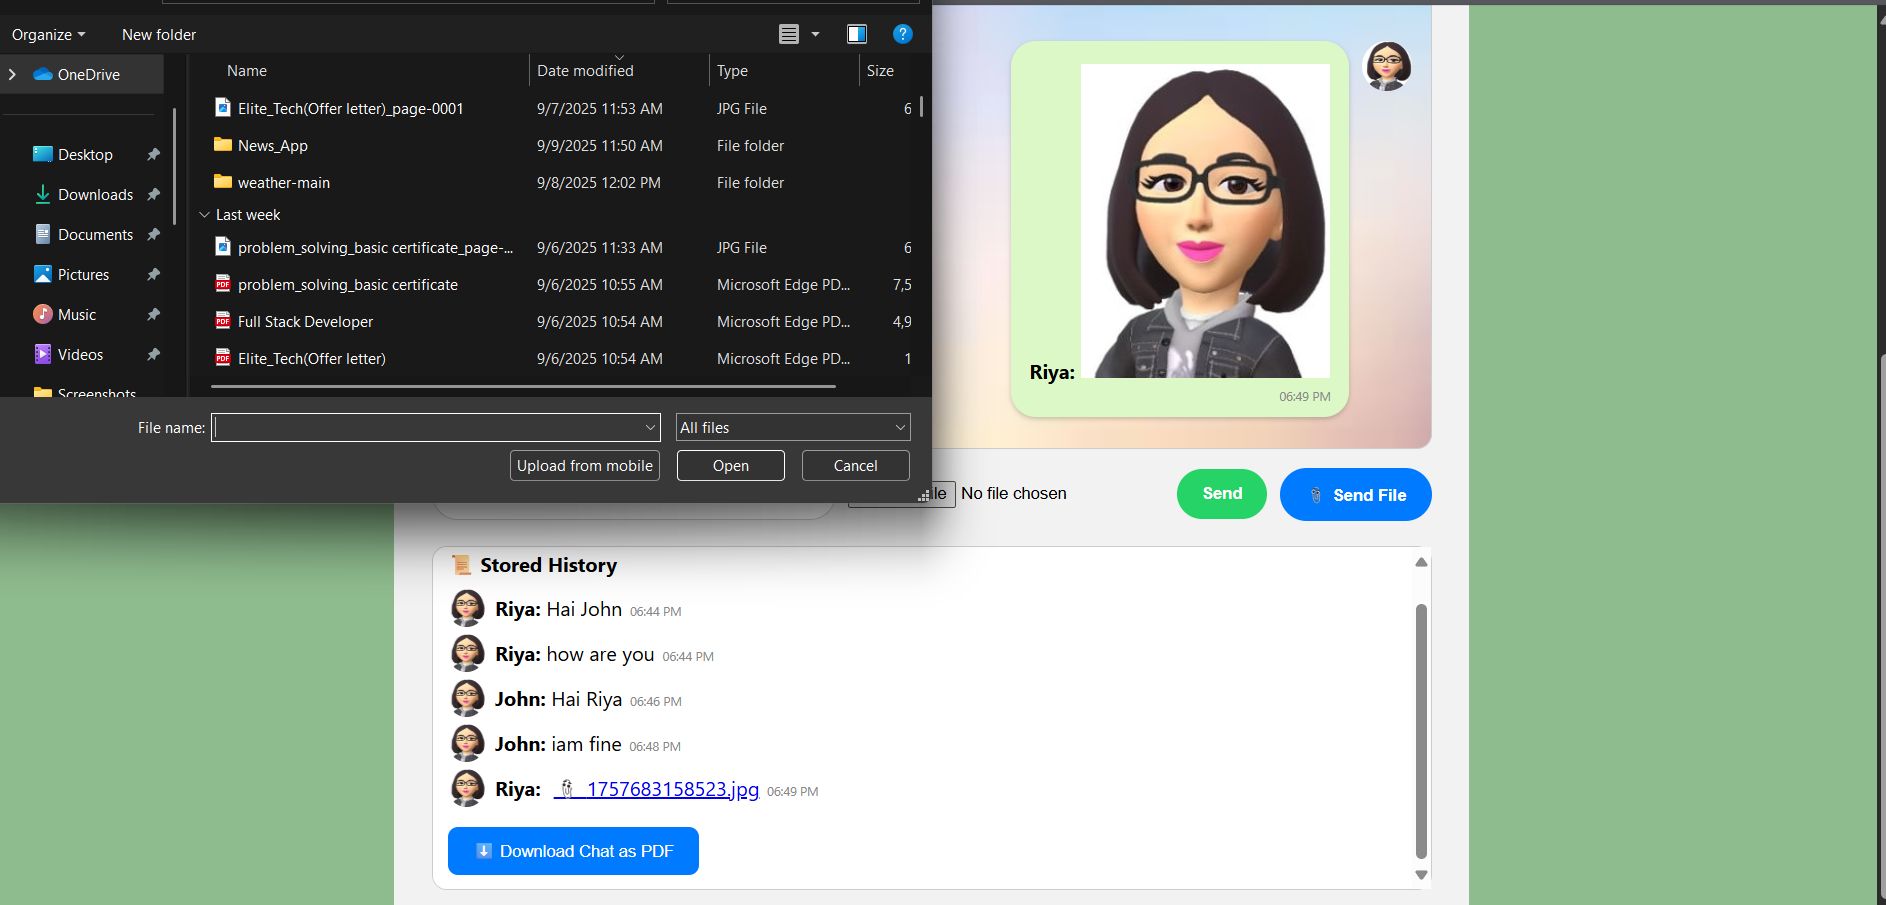 Organize
New folder
OneDrive
Desktop
Downloads
Documents
Pictures
Music
Videos
Screenshots
Name Date modified Type Size
Elite_Tech(Offer letter)_page-0001 9/7/2025 11:53 AM JPG File 6
News_App 9/9/2025 11:50 AM File folder
weather-main 9/8/2025 12:02 PM File folder
Last week
problem_solving_basic certificate_page-... 9/6/2025 11:33 AM JPG File 6
problem_solving_basic certificate 9/6/2025 10:55 AM Microsoft Edge PD... 7,5
Full Stack Developer 9/6/2025 10:54 AM Microsoft Edge PD... 4,9
Elite_Tech(Offer letter) 9/6/2025 10:54 AM Microsoft Edge PD... 1
File name:
All files
Upload from mobile
Open
Cancel
Riya:
06:49 PM
No file chosen
Send
Send File
Stored History
Riya: Hai John 06:44 PM
Riya: how are you 06:44 PM
John: Hai Riya 06:46 PM
John: iam fine 06:48 PM
Riya: 1757683158523.jpg 06:49 PM
Download Chat as PDF